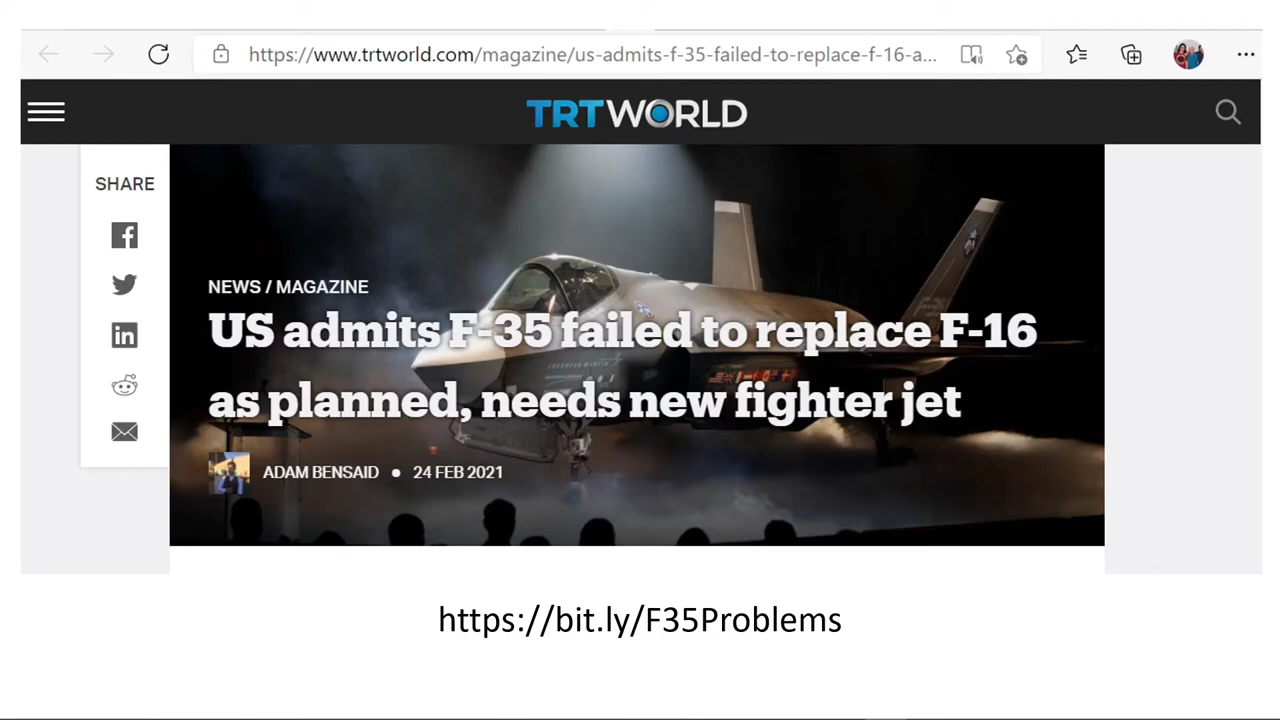 https://www.trtworld.com/magazine/us-admits-f-35-failed-to-replace-f-16-a...
TRTWORLD
SHARE
NEWS / MAGAZINE
US admits F-35 failed to replace F-16
as planned, needs new fighter jet
ADAM BENSAID ● 24 FEB 2021
https://bit.ly/F35Problems